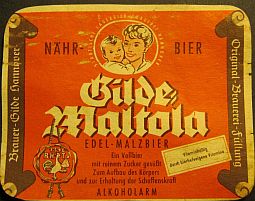 NÄHR- BIER
Gilde
Maltola
EDEL-MALZBIER
Ein Vollbier
mit reinem Zucker gesüßt
Zum Aufbau des Körpers
und zur Erhaltung der Schaffenskraft
ALKOHOLARM
Brauer-Gilde Hannover
Original-Brauerei-Füllung